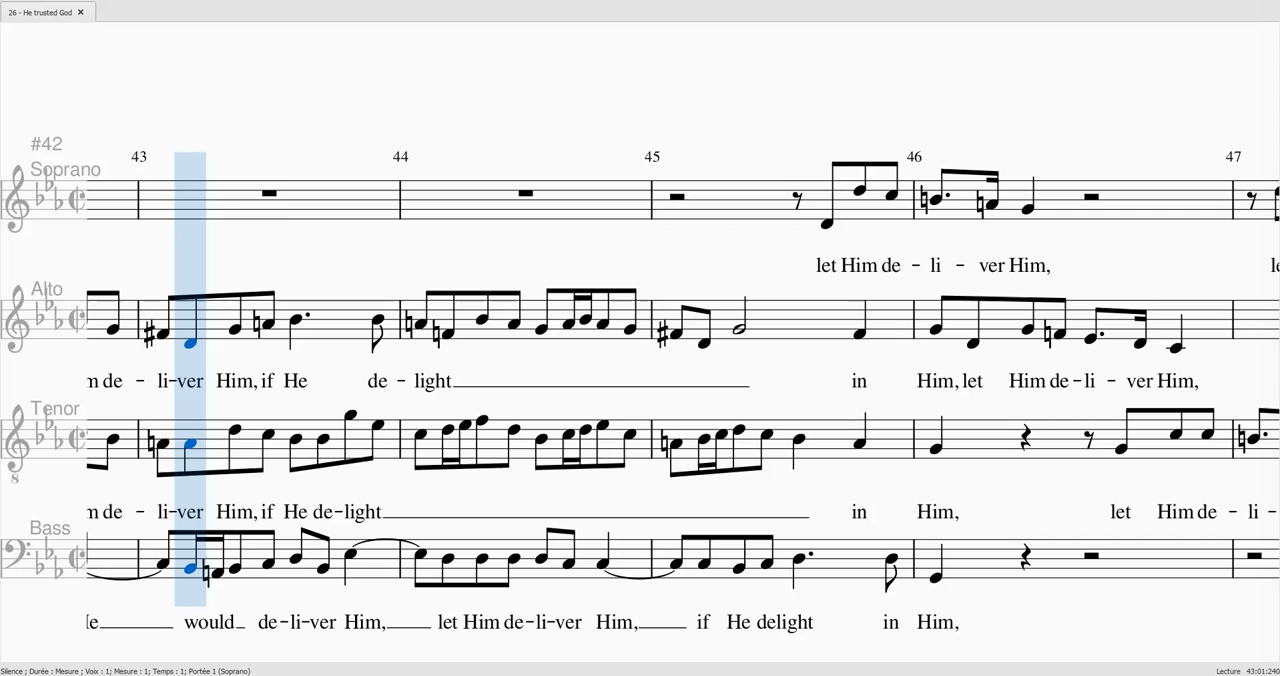 26 - He trusted God
#42
43 44 45 46 47
Soprano
let Him de - li - ver Him,
Alto
de - li-ver Him, if He de - light in Him, let Him de - li - ver Him,
Tenor
8
de - li-ver Him, if He de-light in Him, let Him de - li -
Bass
would de-li-ver Him, let Him de-li-ver Him, if He delight in Him,
Silence ; Durée : Mesure ; Voix : 1; Mesure : 1; Temps : 1; Portée 1 (Soprano) Lecture 43:01:240